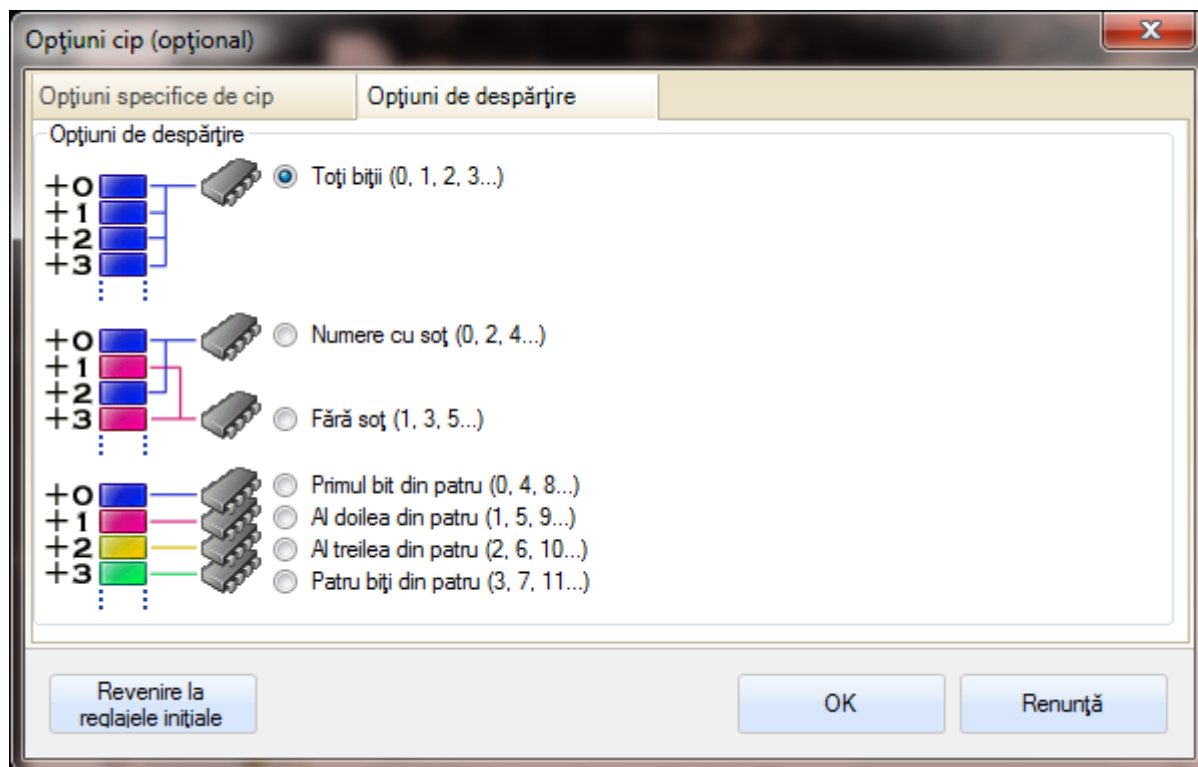 Opţiuni cip (opţional)
Opţiuni specifice de cip
Opţiuni de despărţire
Opţiuni de despărţire
+0
+1
+2
+3
Toţi biţii (0, 1, 2, 3...)
+0
+1
+2
+3
Numere cu soţ (0, 2, 4...)
Fără soţ (1, 3, 5...)
+0
+1
+2
+3
Primul bit din patru (0, 4, 8...)
Al doilea din patru (1, 5, 9...)
Al treilea din patru (2, 6, 10...)
Patru biţi din patru (3, 7, 11...)
Revenire la
reglajele iniţiale
OK
Renunţă